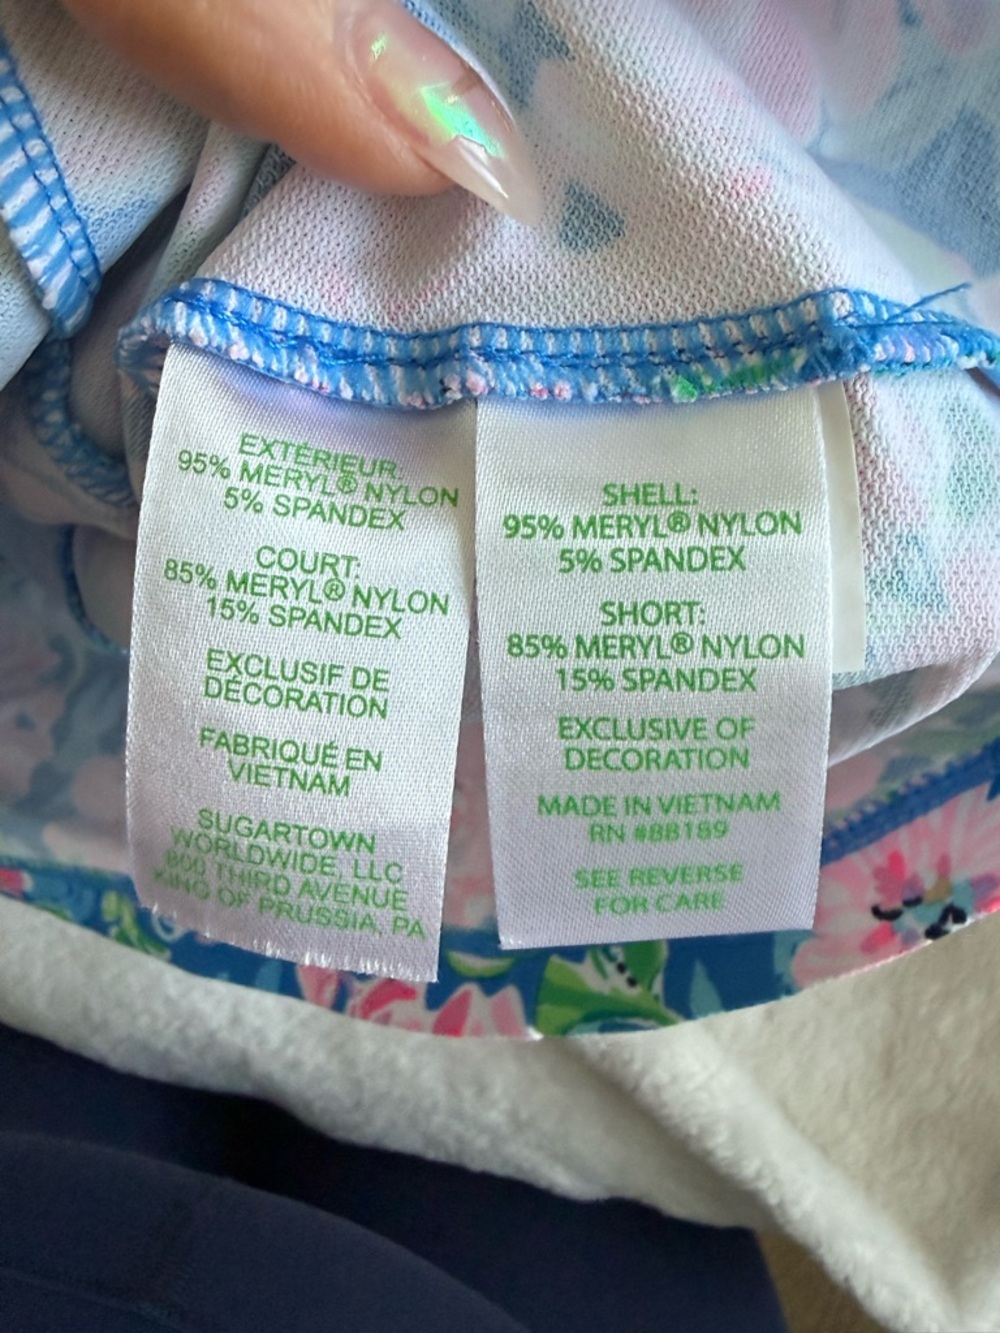 EXTÉRIEUR.
95% MERYL® NYLON
5% SPANDEX
COURT:
85% MERYL® NYLON
15% SPANDEX
EXCLUSIF DE
DÉCORATION
FABRIQUÉ EN
VIETNAM
SUGARTOWN
WORLDWIDE, LLC
800 THIRD AVENUE
KING OF PRUSSIA, PA
SHELL:
95% MERYL® NYLON
5% SPANDEX
SHORT:
85% MERYL® NYLON
15% SPANDEX
EXCLUSIVE OF
DECORATION
MADE IN VIETNAM
RN #88189
SEE REVERSE
FOR CARE